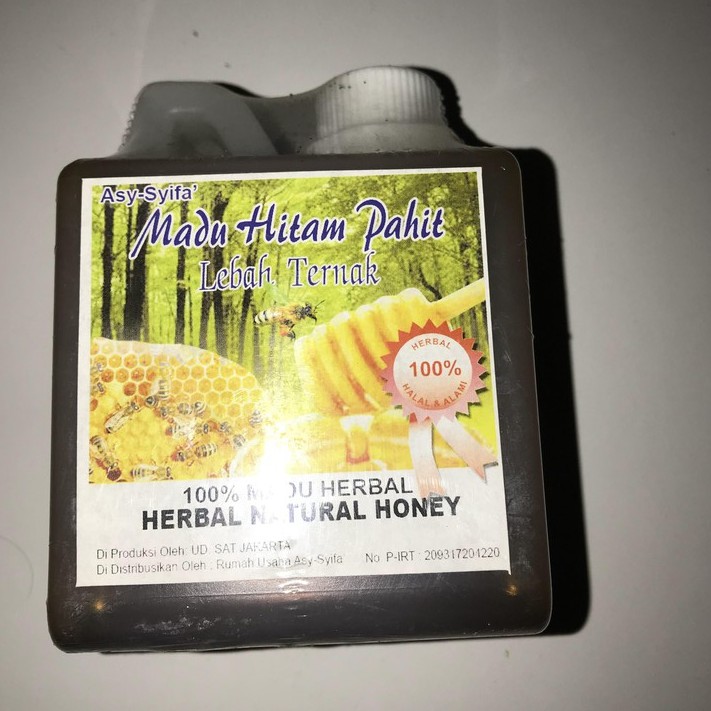 Asy-Syifa'
Madu Hitam Pahit
Lebah Ternak
HERBAL
100%
HALAL & ALAMI
100% MADU HERBAL
HERBAL NATURAL HONEY
Di Produksi Oleh : UD. SAT JAKARTA
Di Distribusikan Oleh : Rumah Usaha Asy-Syifa No. P-IRT : 209317204220